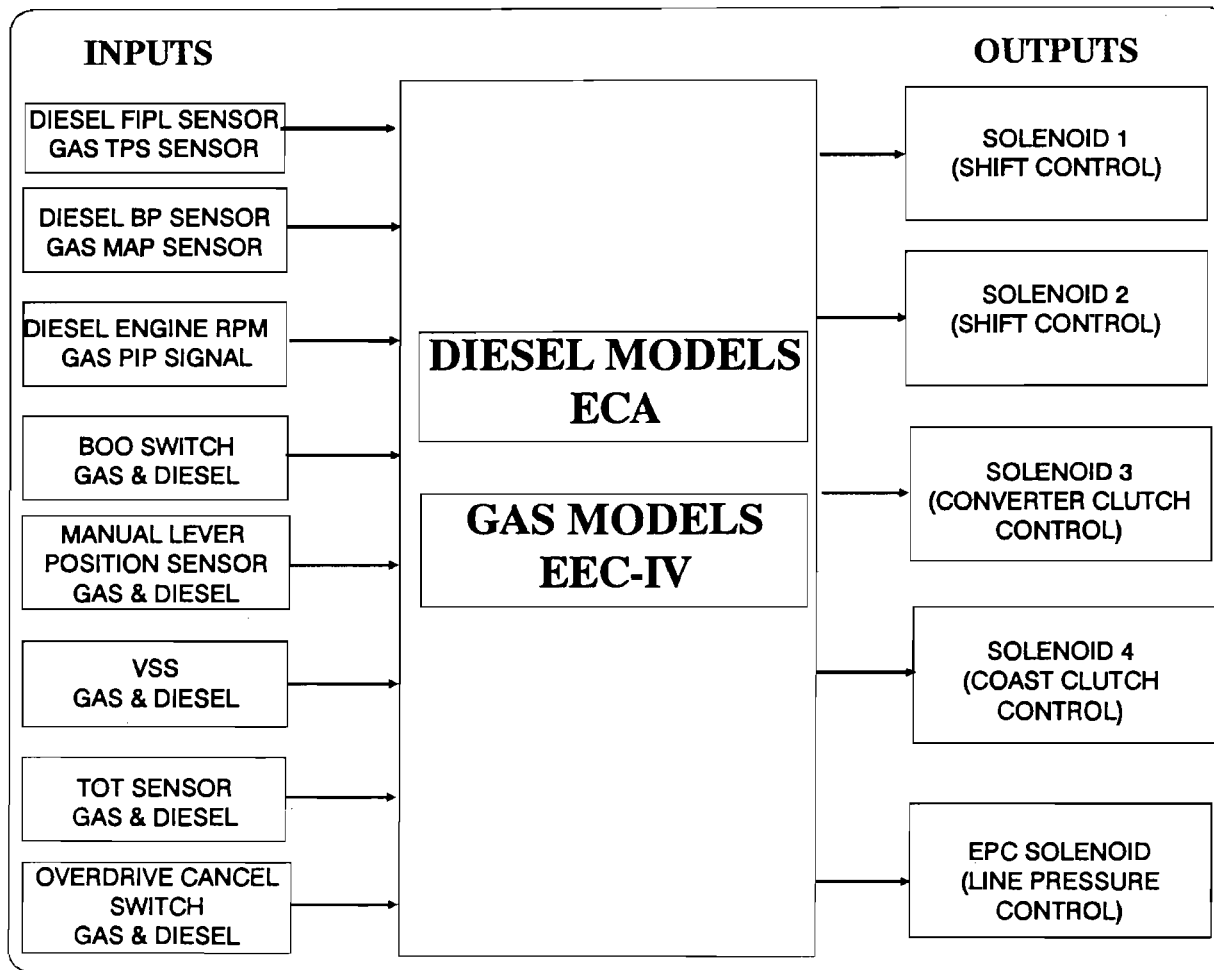 INPUTS
DIESEL FIPL SENSOR
GAS TPS SENSOR
DIESEL BP SENSOR
GAS MAP SENSOR
DIESEL ENGINE RPM
GAS PIP SIGNAL
BOO SWITCH
GAS & DIESEL
MANUAL LEVER
POSITION SENSOR
GAS & DIESEL
VSS
GAS & DIESEL
TOT SENSOR
GAS & DIESEL
OVERDRIVE CANCEL
SWITCH
GAS & DIESEL
DIESEL MODELS
ECA
GAS MODELS
EEC-IV
OUTPUTS
SOLENOID 1
(SHIFT CONTROL)
SOLENOID 2
(SHIFT CONTROL)
SOLENOID 3
(CONVERTER CLUTCH
CONTROL)
SOLENOID 4
(COAST CLUTCH
CONTROL)
EPC SOLENOID
(LINE PRESSURE
CONTROL)